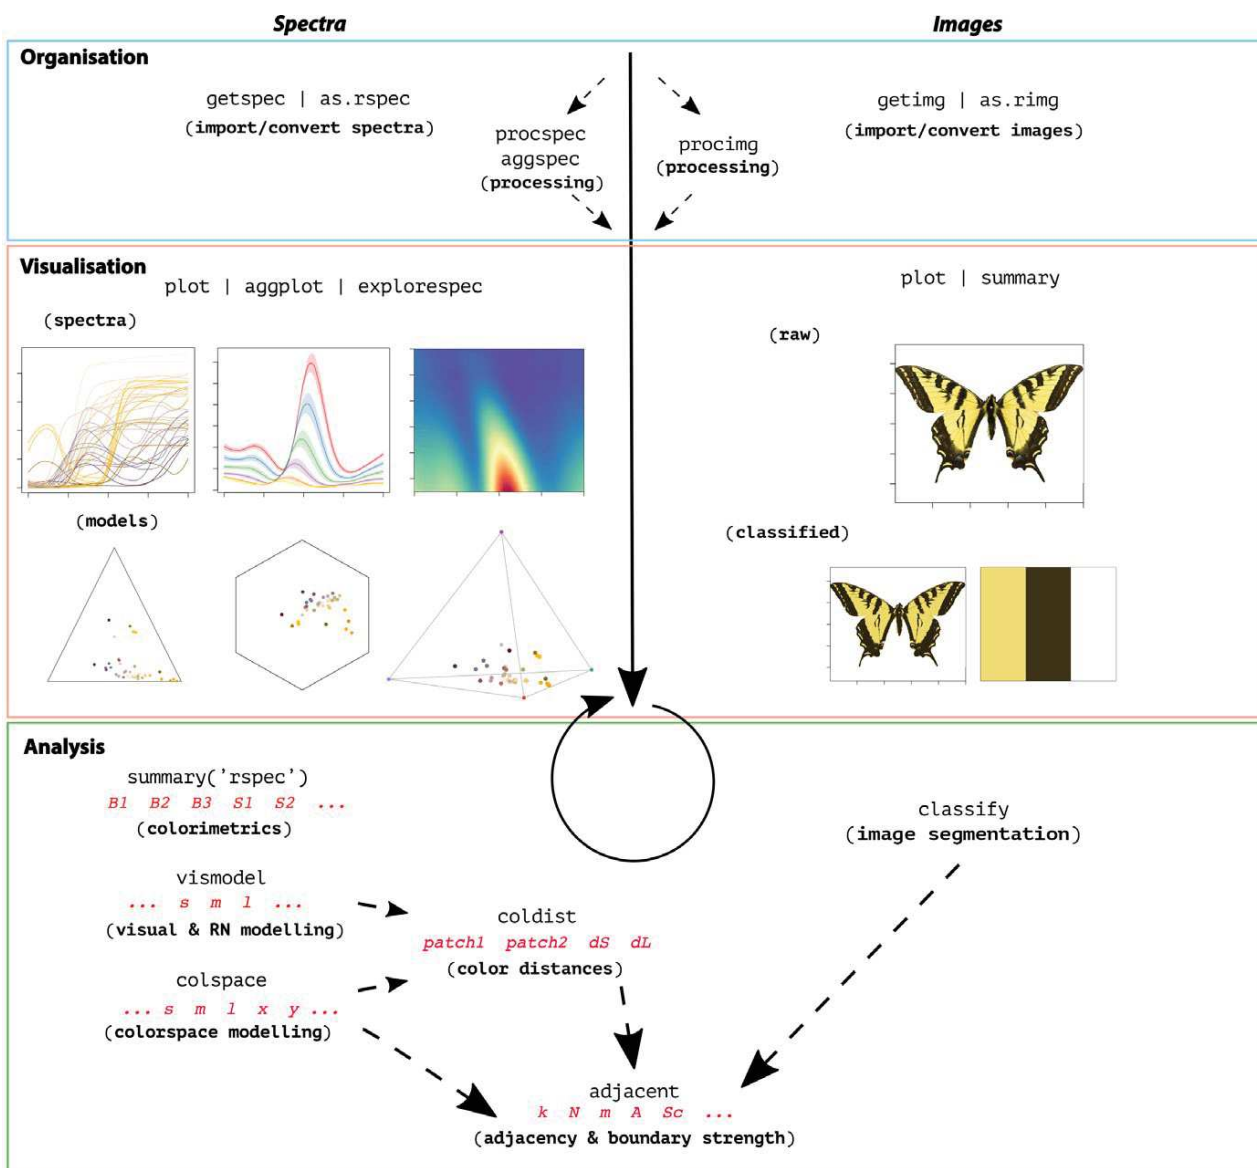 Spectra
Images
Organisation
getspec | as.rspec
(import/convert spectra)
procspec
aggspec
(processing)
procimg
(processing)
getimg | as.rimg
(import/convert images)
Visualisation
plot | aggplot | explorespec
(spectra)
(models)
plot | summary
(raw)
(classified)
Analysis
summary('rspec')
B1 B2 B3 S1 S2 ...
(colorimetrics)
vismodel
... s m l ...
(visual & RN modelling)
colspace
... s m l x y ...
(colorspace modelling)
coldist
patch1 patch2 dS dL
(color distances)
classify
(image segmentation)
adjacent
k N m A Sc ...
(adjacency & boundary strength)